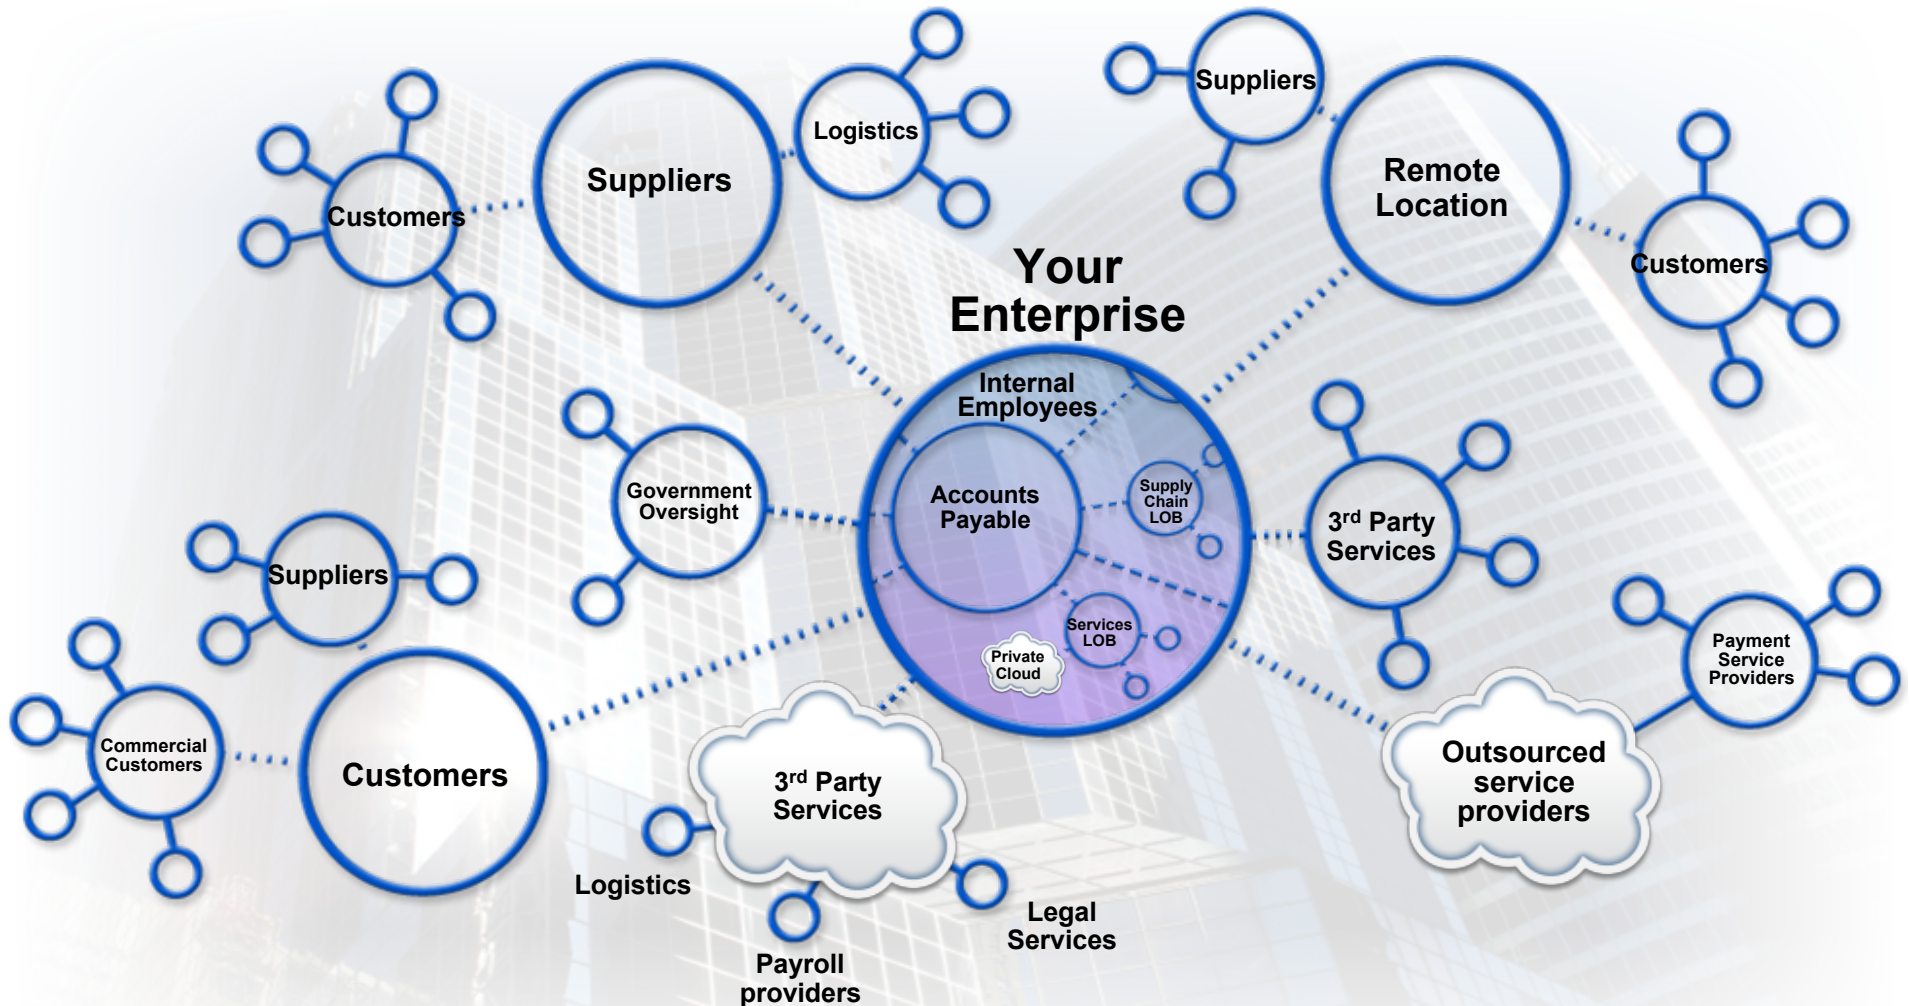 Suppliers
Logistics
Suppliers
Remote
Location
Customers
Suppliers
Customers
Your
Enterprise
Internal
Employees
Government
Oversight
Accounts
Payable
Supply
Chain
LOB
3rd Party
Services
Suppliers
Services
LOB
Private
Cloud
Payment
Service
Providers
Commercial
Customers
Customers
3rd Party
Services
Outsourced
service
providers
Logistics
Legal
Services
Payroll
providers